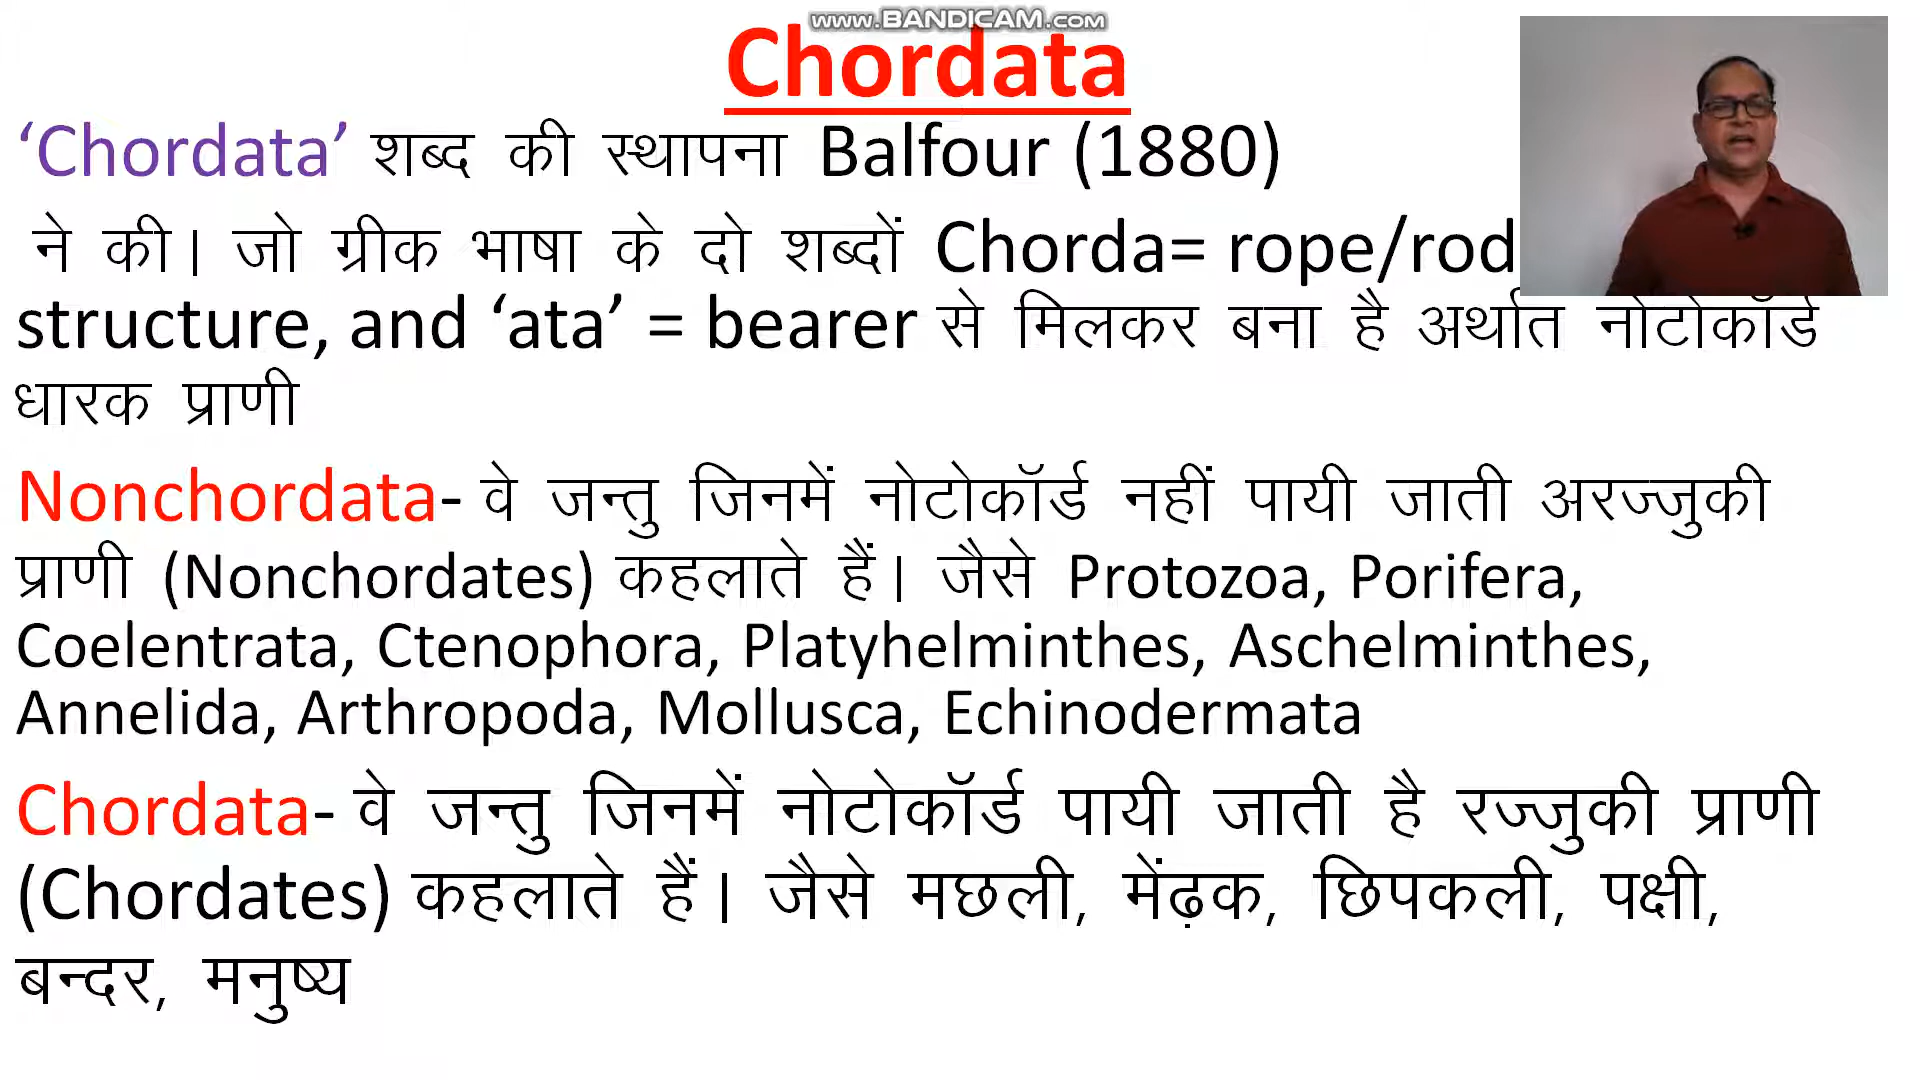 www.BANDICAM.com
Chordata
‘Chordata’ शब्द की स्थापना Balfour (1880)
ने की। जो ग्रीक भाषा के दो शब्दों Chorda= rope/rod
structure, and ‘ata’ = bearer से मिलकर बना है अर्थात नोटोकॉर्ड
धारक प्राणी
Nonchordata- वे जन्तु जिनमें नोटोकॉर्ड नहीं पायी जाती अरज्जुकी
प्राणी (Nonchordates) कहलाते हैं। जैसे Protozoa, Porifera,
Coelentrata, Ctenophora, Platyhelminthes, Aschelminthes,
Annelida, Arthropoda, Mollusca, Echinodermata
Chordata- वे जन्तु जिनमें नोटोकॉर्ड पायी जाती है रज्जुकी प्राणी
(Chordates) कहलाते हैं। जैसे मछली, मेंढ़क, छिपकली, पक्षी,
बन्दर, मनुष्य